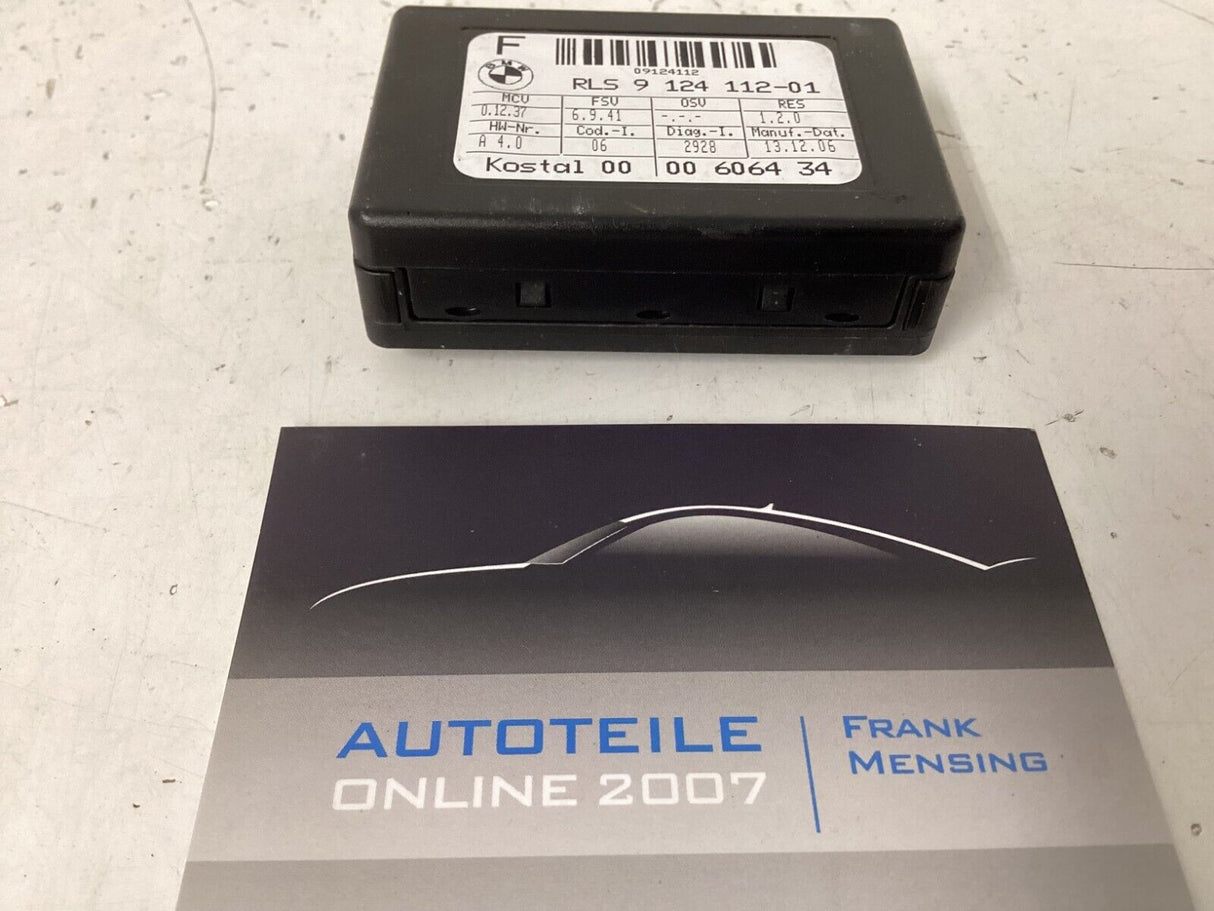 F
BMW
09124112
RLS 9 124 112-01
MCV FSV OSV RES
0.12.37 6.9.41 -.-.- 1.2.0
HW-Nr. Cod.-I. Diag.-I. Manuf.-Dat.
A 4.0 06 2928 13.12.06
Kostal 00 00 6064 34
AUTOTEILE
ONLINE 2007
FRANK
MENSING